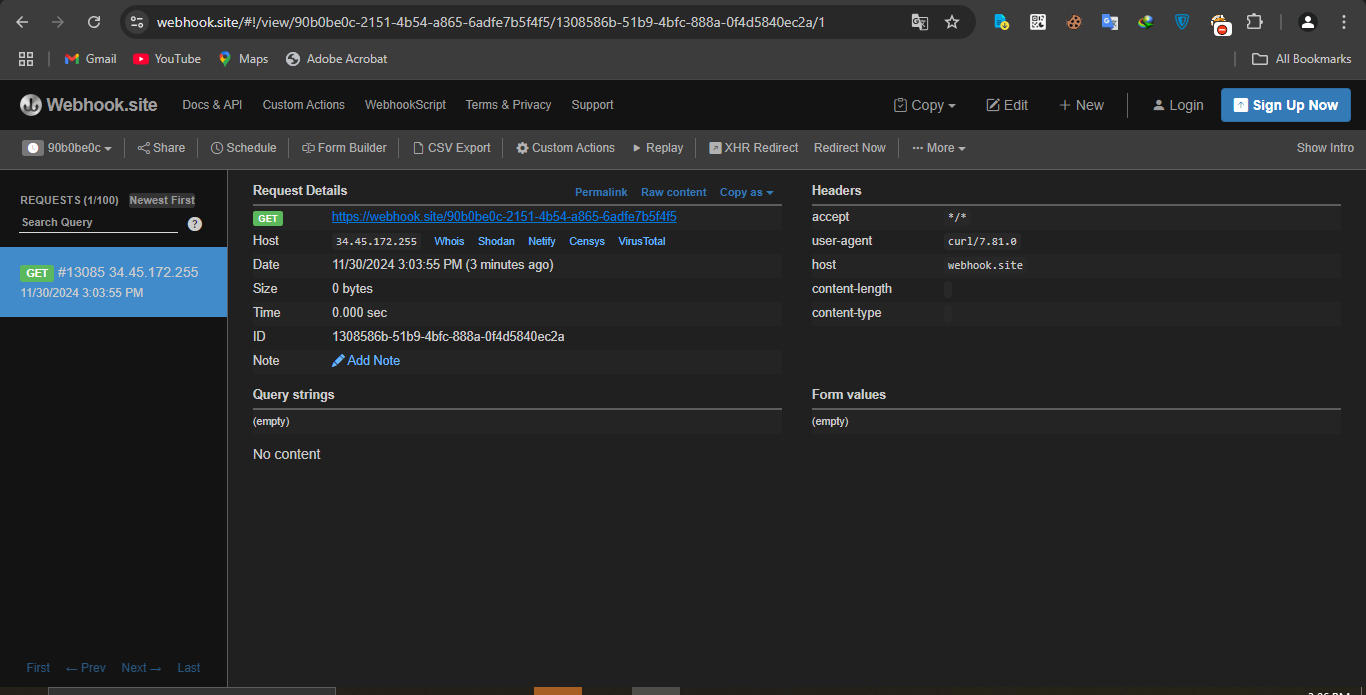 webhook.site/#!/view/90b0be0c-2151-4b54-a865-6adfe7b5f4f5/1308586b-51b9-4bfc-888a-0f4d5840ec2a/1
Gmail YouTube Maps Adobe Acrobat All Bookmarks
Webhook.site Docs & API Custom Actions WebhookScript Terms & Privacy Support Copy Edit + New Login Sign Up Now
90b0be0c Share Schedule Form Builder CSV Export Custom Actions Replay XHR Redirect Redirect Now ··· More Show Intro
REQUESTS (1/100) Newest First
Search Query ?
GET #13085 34.45.172.255
11/30/2024 3:03:55 PM
First ← Prev Next → Last
Request Details Permalink Raw content Copy as
GET https://webhook.site/90b0be0c-2151-4b54-a865-6adfe7b5f4f5
Host 34.45.172.255 Whois Shodan Netify Censys VirusTotal
Date 11/30/2024 3:03:55 PM (3 minutes ago)
Size 0 bytes
Time 0.000 sec
ID 1308586b-51b9-4bfc-888a-0f4d5840ec2a
Note Add Note
Query strings
(empty)
No content
Headers
accept */*
user-agent curl/7.81.0
host webhook.site
content-length
content-type
Form values
(empty)